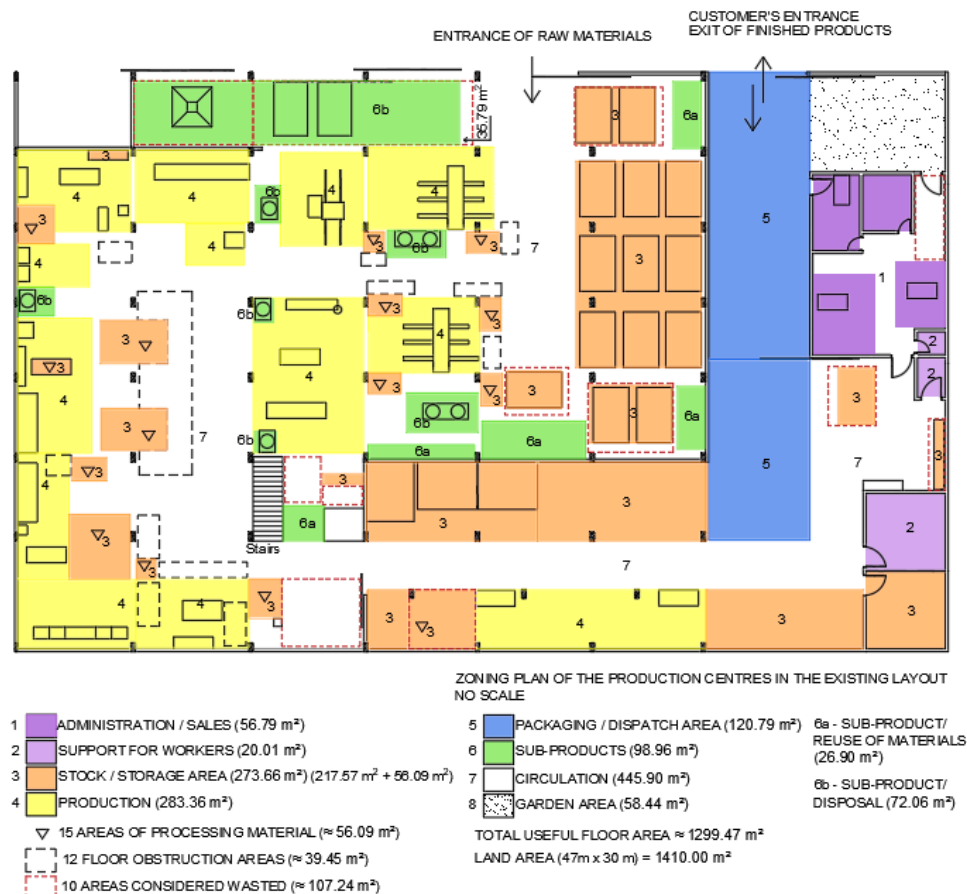 CUSTOMER'S ENTRANCE
EXIT OF FINISHED PRODUCTS
ENTRANCE OF RAW MATERIALS
6b
36.79 m²
3
6a
3
4
4
4
4
6b
5
3
3
3
6b
3
7
4
4
3
1
6b
6b
3
3
3
4
2
3
3
4
2
4
3
3
3
3
3
6a
3
6b
7
6b
6a
6a
5
7
3
4
3
3
6a
3
3
2
3
Stairs
3
7
4
4
3
3
3
4
3
3
ZONING PLAN OF THE PRODUCTION CENTRES IN THE EXISTING LAYOUT
NO SCALE
1 ADMINISTRATION / SALES (56.79 m²)
2 SUPPORT FOR WORKERS (20.01 m²)
3 STOCK / STORAGE AREA (273.66 m²) (217.57 m² + 56.09 m²)
4 PRODUCTION (283.36 m²)
15 AREAS OF PROCESSING MATERIAL (≈ 56.09 m²)
12 FLOOR OBSTRUCTION AREAS (≈ 39.45 m²)
10 AREAS CONSIDERED WASTED (≈ 107.24 m²)
5 PACKAGING / DISPATCH AREA (120.79 m²)
6 SUB-PRODUCTS (98.96 m²)
7 CIRCULATION (445.90 m²)
8 GARDEN AREA (58.44 m²)
TOTAL USEFUL FLOOR AREA ≈ 1299.47 m²
LAND AREA (47m x 30 m) = 1410.00 m²
6a - SUB-PRODUCT/
REUSE OF MATERIALS
(26.90 m²)
6b - SUB-PRODUCT/
DISPOSAL (72.06 m²)